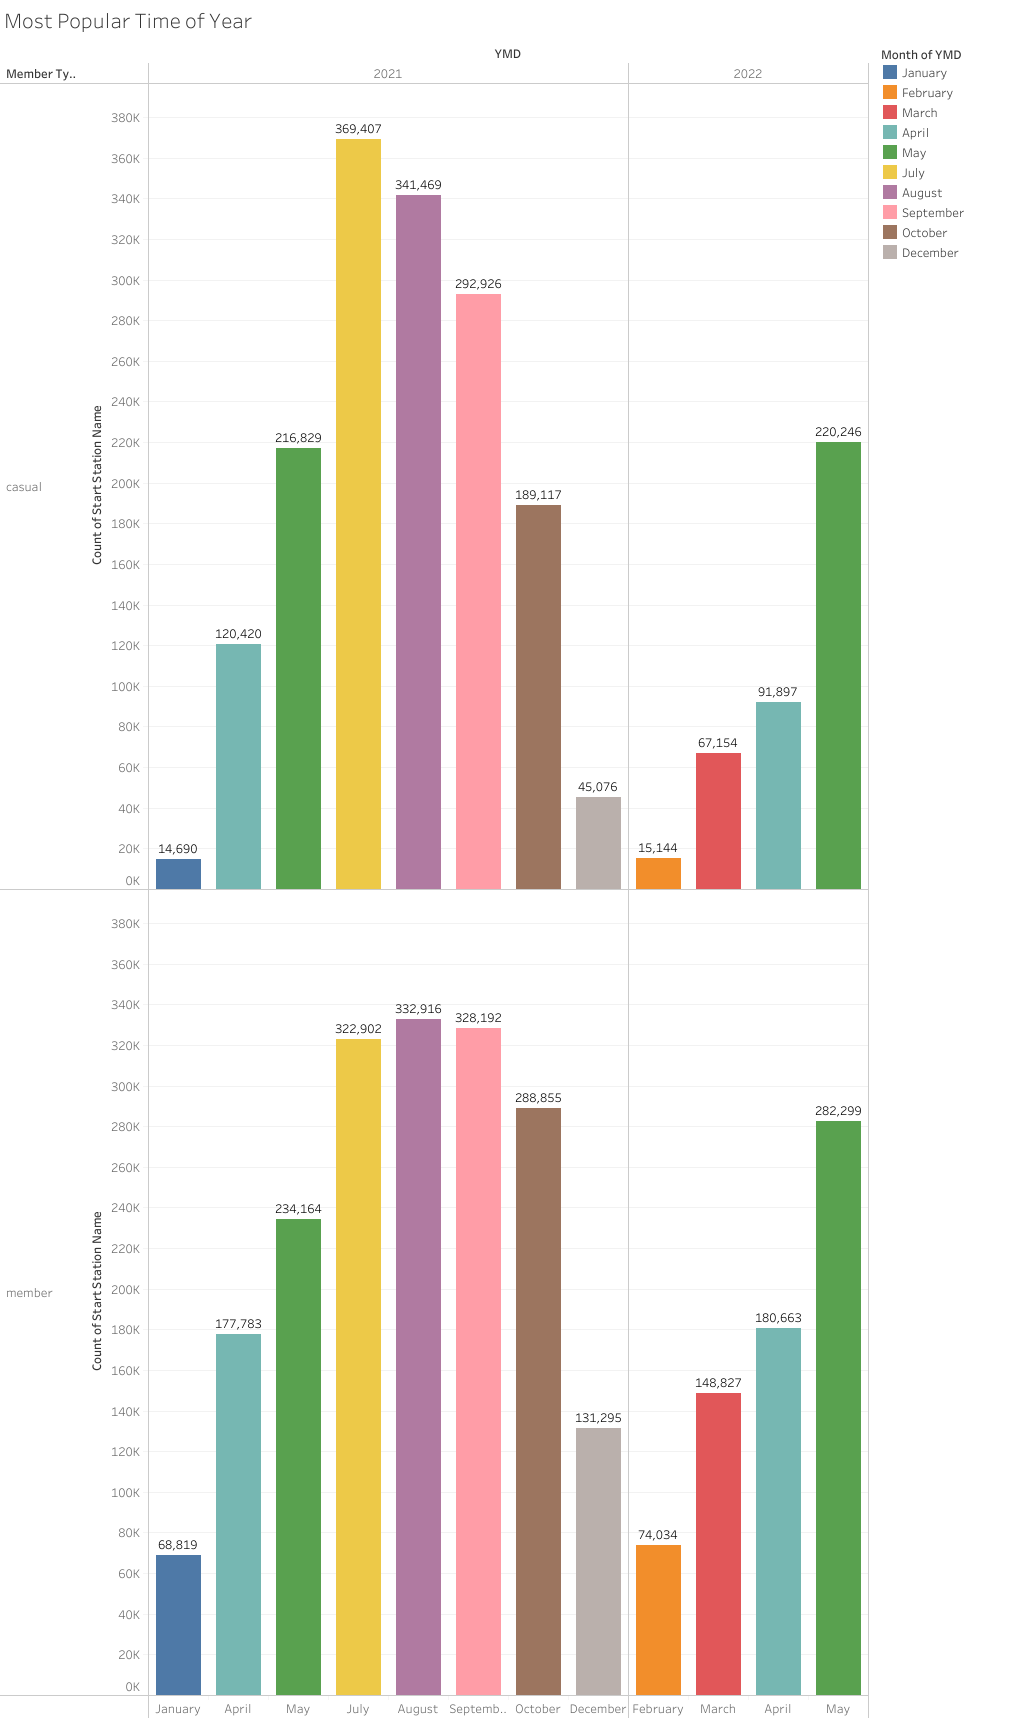 Most Popular Time of Year
YMD
Member Ty..
2021
2022
casual
Count of Start Station Name
380K
360K
340K
320K
300K
280K
260K
240K
220K
200K
180K
160K
140K
120K
100K
80K
60K
40K
20K
0K
14,690
120,420
216,829
369,407
341,469
292,926
189,117
45,076
15,144
67,154
91,897
220,246
member
Count of Start Station Name
380K
360K
340K
320K
300K
280K
260K
240K
220K
200K
180K
160K
140K
120K
100K
80K
60K
40K
20K
0K
68,819
177,783
234,164
322,902
332,916
328,192
288,855
131,295
74,034
148,827
180,663
282,299
January
April
May
July
August
Septemb..
October
December
February
March
April
May
Month of YMD
January
February
March
April
May
July
August
September
October
December